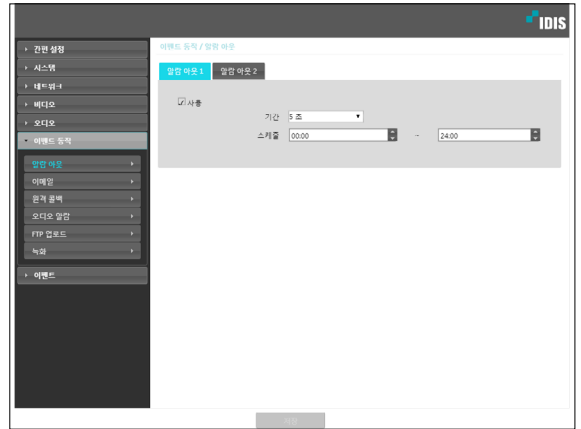 IDIS
간편 설정
시스템
네트워크
비디오
오디오
이벤트 동작
알람 아웃
이메일
원격 콜백
오디오 알람
FTP 업로드
녹화
이벤트
이벤트 동작 / 알람 아웃
알람 아웃 1 알람 아웃 2
사용
기간 5 초
스케줄 00:00 ~ 24:00
저장